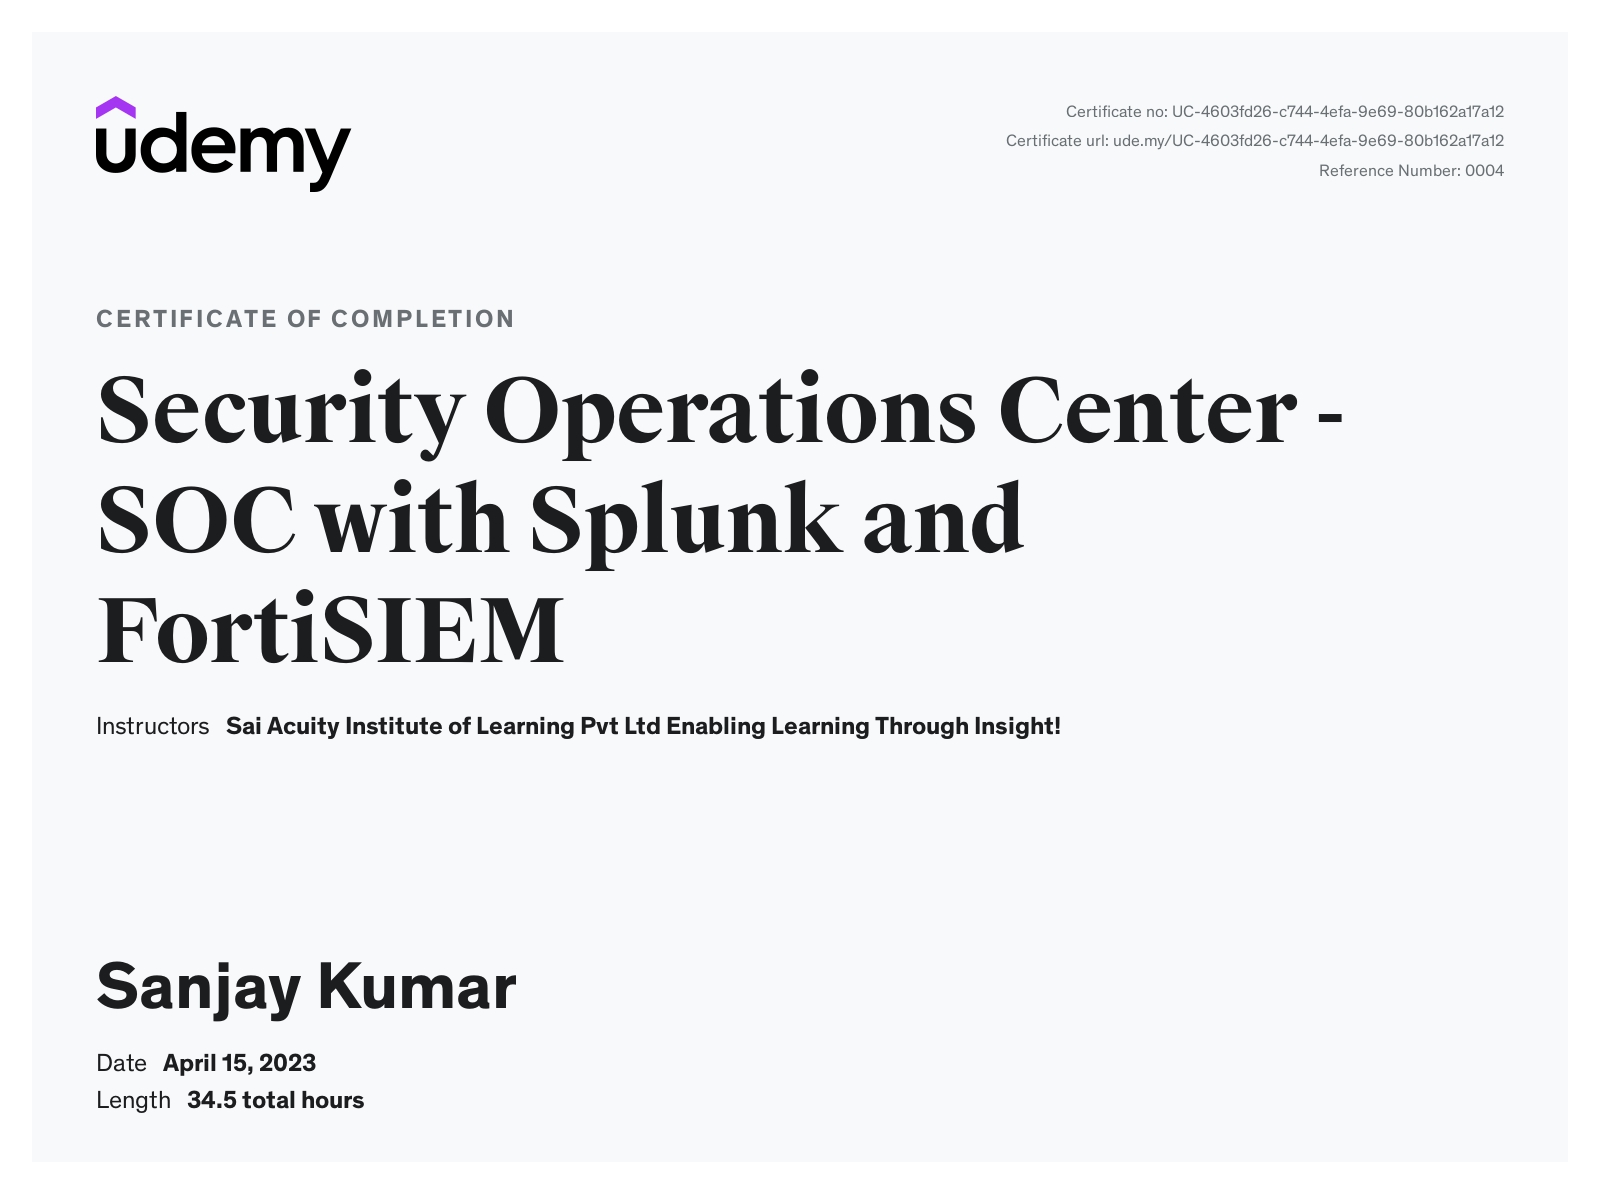 udemy
Certificate no: UC-4603fd26-c744-4efa-9e69-80b162a17a12
Certificate url: ude.my/UC-4603fd26-c744-4efa-9e69-80b162a17a12
Reference Number: 0004
CERTIFICATE OF COMPLETION
Security Operations Center -
SOC with Splunk and
FortiSIEM
Instructors Sai Acuity Institute of Learning Pvt Ltd Enabling Learning Through Insight!
Sanjay Kumar
Date April 15, 2023
Length 34.5 total hours